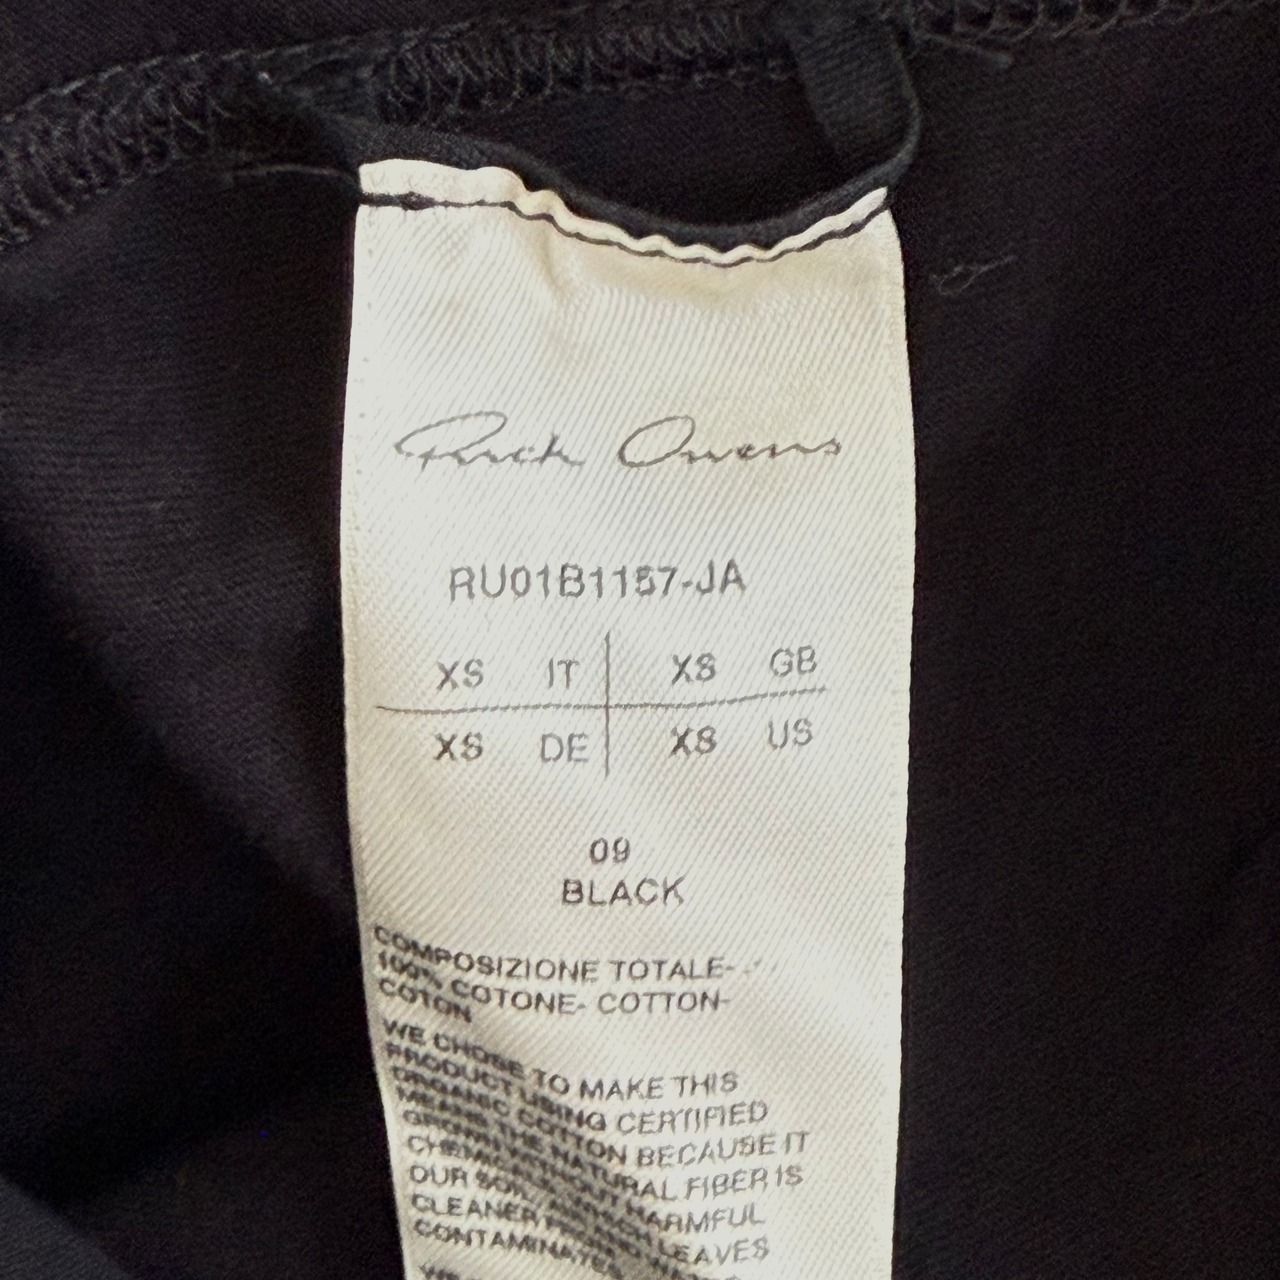 Rick Owens
RU01B1157-JA
XS IT XS GB
XS DE XS US
09
BLACK
COMPOSIZIONE TOTALE-
100% COTONE- COTTON-
COTON
WE CHOSE TO MAKE THIS
PRODUCT USING CERTIFIED
ORGANIC COTTON BECAUSE IT
MEANS THE NATURAL FIBER IS
GROWN WITHOUT HARMFUL
CHEMICALS LEAVES
OUR SOIL
CLEANER FROM
CONTAMINATES